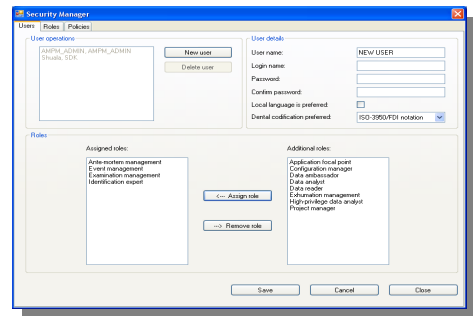 Security Manager
Users Roles Policies
User operations
AMPM_ADMIN, AMPM_ADMIN
Shuala, SDK
New user
Delete user
User details
User name: NEW USER
Login name:
Password:
Confirm password:
Local language is preferred:
Dental codification preferred: ISO-3950/FDI notation
Roles
Assigned roles:
Ante-mortem management
Event management
Examination management
Identification expert
<--- Assign role
---> Remove role
Additional roles:
Application focal point
Configuration manager
Data ambassador
Data analyst
Data reader
Exhumation management
High-privilege data analyst
Project manager
Save Cancel Close